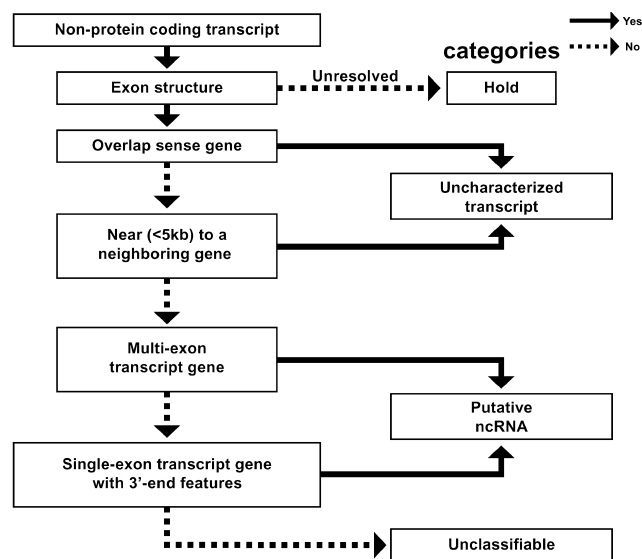 Non-protein coding transcript
Yes
No
categories
Exon structure
Unresolved
Hold
Overlap sense gene
Uncharacterized
transcript
Near (<5kb) to a
neighboring gene
Multi-exon
transcript gene
Putative
ncRNA
Single-exon transcript gene
with 3’-end features
Unclassifiable